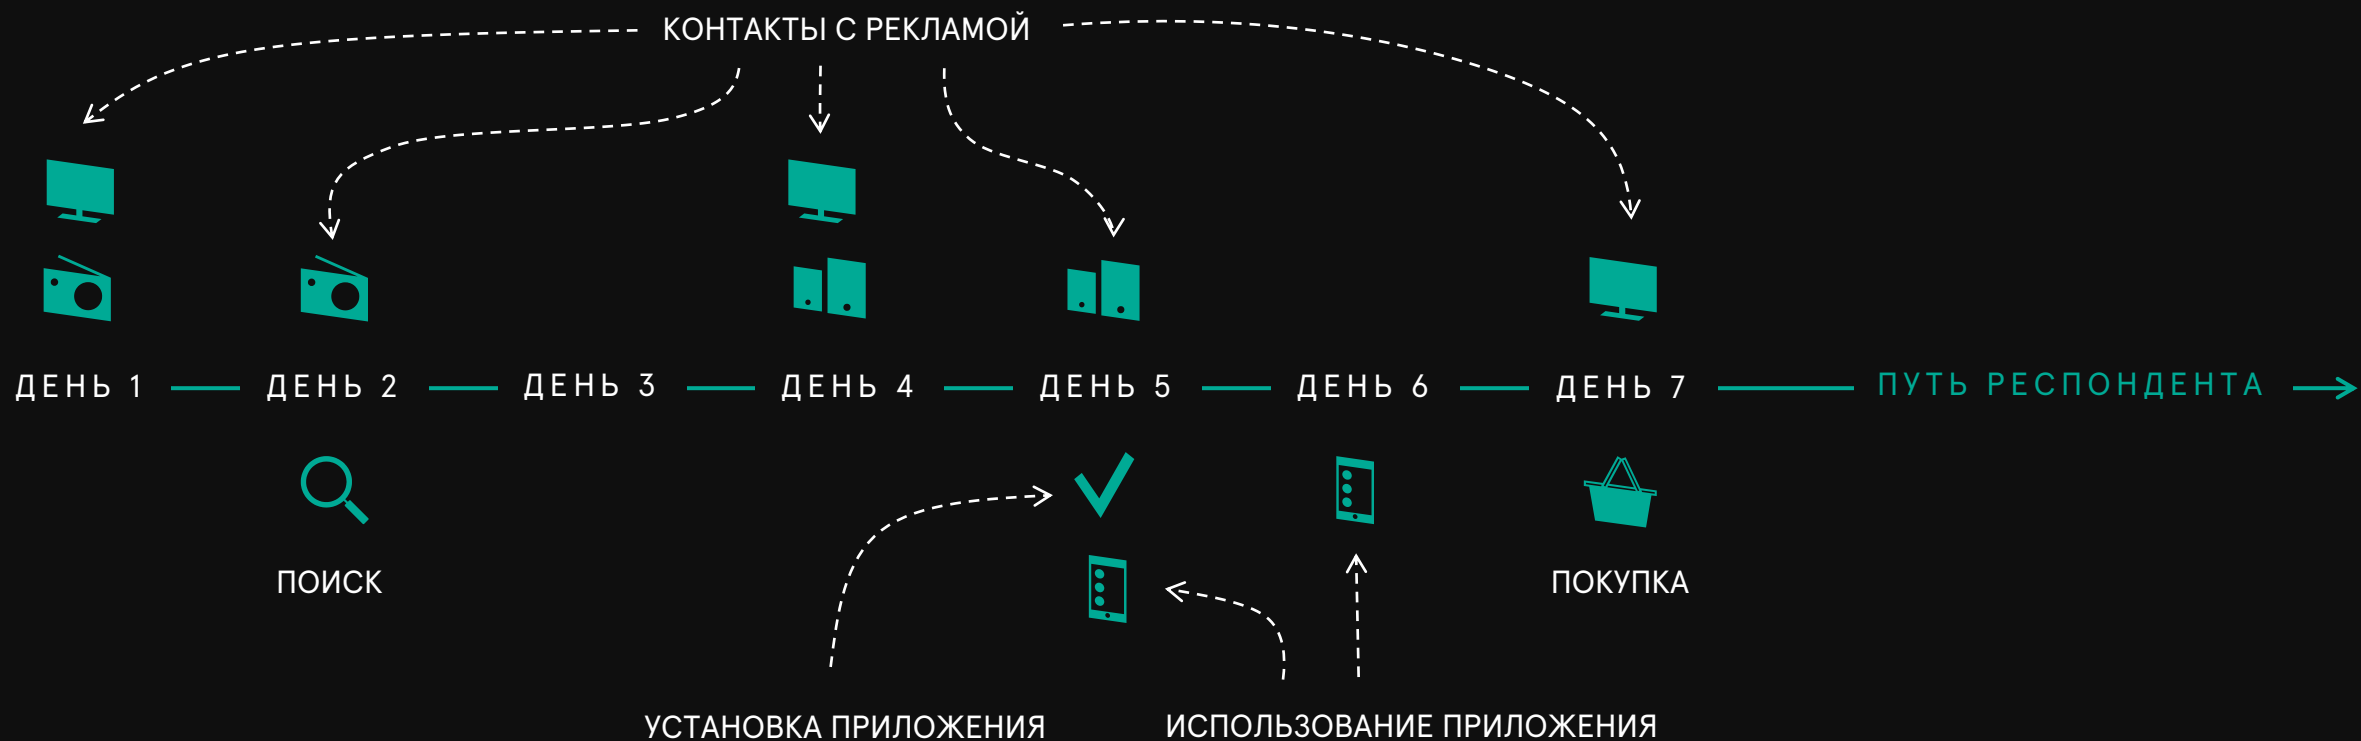 КОНТАКТЫ С РЕКЛАМОЙ
ДЕНЬ 1
ДЕНЬ 2
ДЕНЬ 3
ДЕНЬ 4
ДЕНЬ 5
ДЕНЬ 6
ДЕНЬ 7
ПУТЬ РЕСПОНДЕНТА
ПОИСК
ПОКУПКА
УСТАНОВКА ПРИЛОЖЕНИЯ
ИСПОЛЬЗОВАНИЕ ПРИЛОЖЕНИЯ